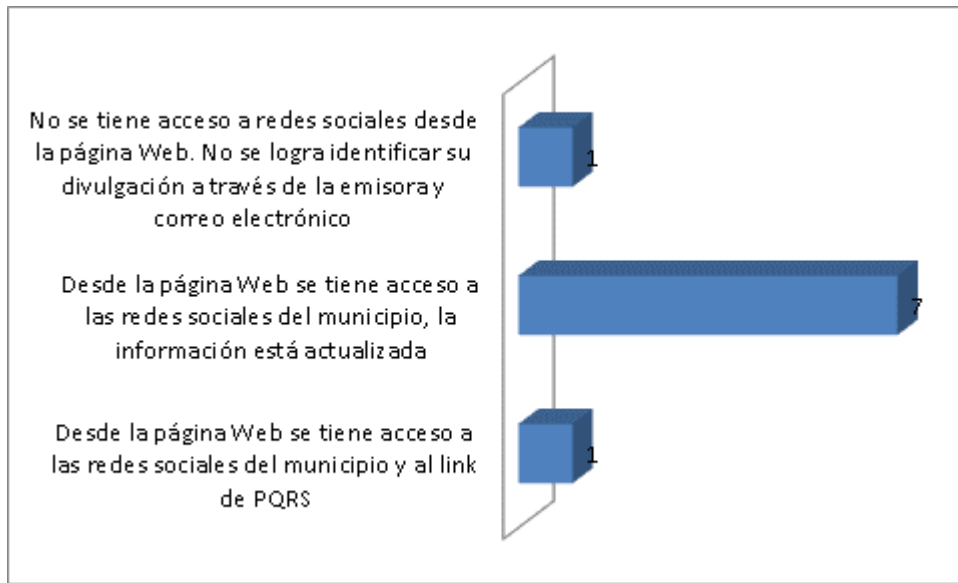 No se tiene acceso a redes sociales desde
la página Web. No se logra identificar su
divulgación a través de la emisora y
correo electrónico
1
Desde la página Web se tiene acceso a
las redes sociales del municipio, la
información está actualizada
7
Desde la página Web se tiene acceso a
las redes sociales del municipio y al link
de PQRS
1